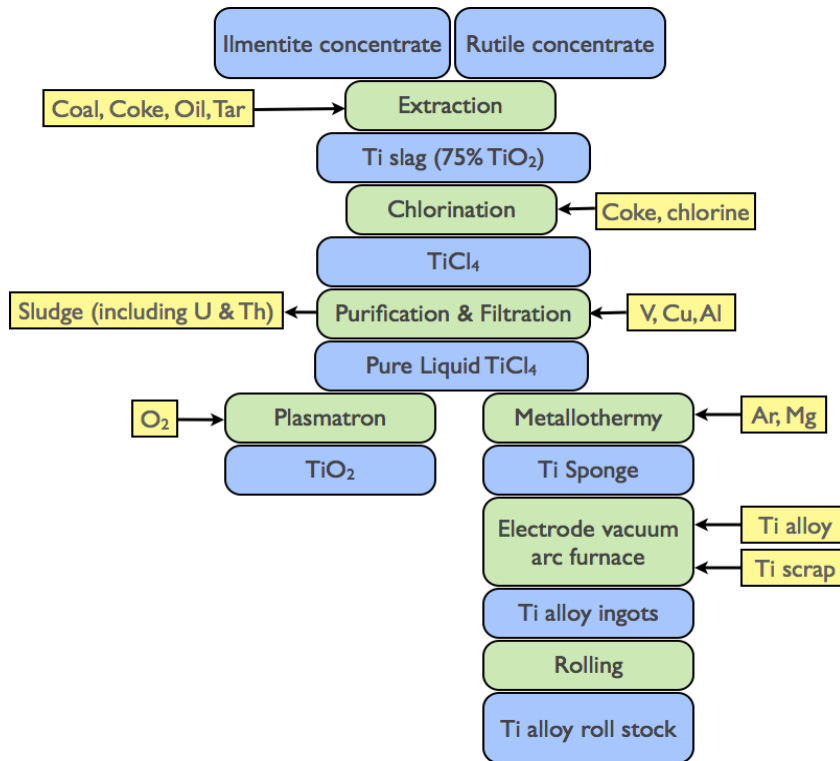 Ilmentite concentrate
Rutile concentrate
Coal, Coke, Oil, Tar
Extraction
Ti slag (75% TiO₂)
Chlorination
Coke, chlorine
TiCl₄
Sludge (including U & Th)
Purification & Filtration
V, Cu, Al
Pure Liquid TiCl₄
O₂
Plasmatron
Metallothermy
Ar, Mg
TiO₂
Ti Sponge
Electrode vacuum
arc furnace
Ti alloy
Ti scrap
Ti alloy ingots
Rolling
Ti alloy roll stock